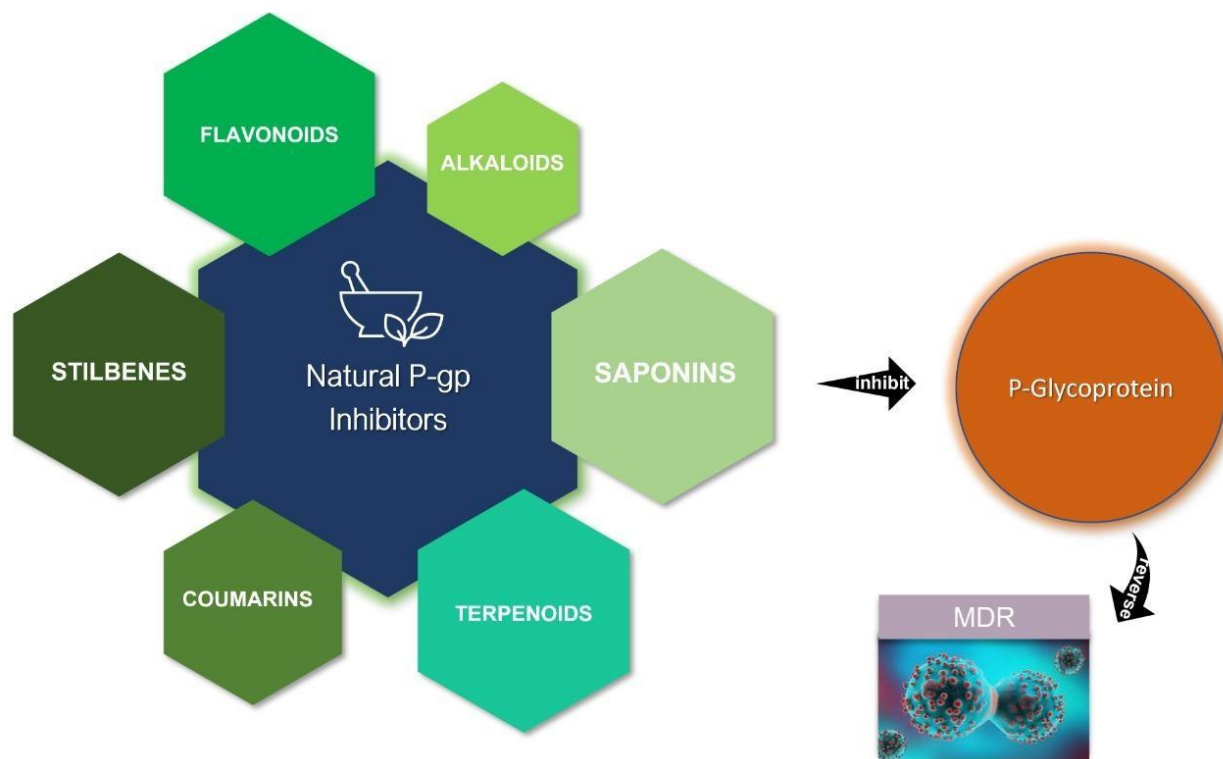 FLAVONOIDS
ALKALOIDS
STILBENES
Natural P-gp
Inhibitors
SAPONINS
COUMARINS
TERPENOIDS
inhibit
P-Glycoprotein
reverse
MDR